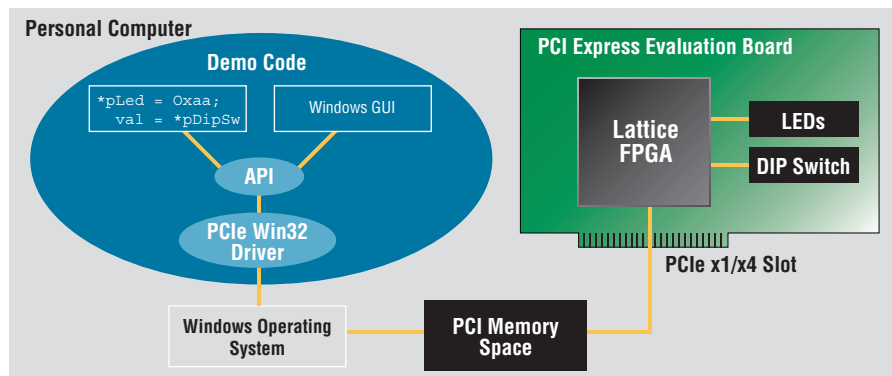 Personal Computer
Demo Code
*pLed = Oxaa;
val = *pDipSw
Windows GUI
API
PCIe Win32
Driver
Windows Operating
System
PCI Memory
Space
PCI Express Evaluation Board
Lattice
FPGA
LEDs
DIP Switch
PCIe x1/x4 Slot